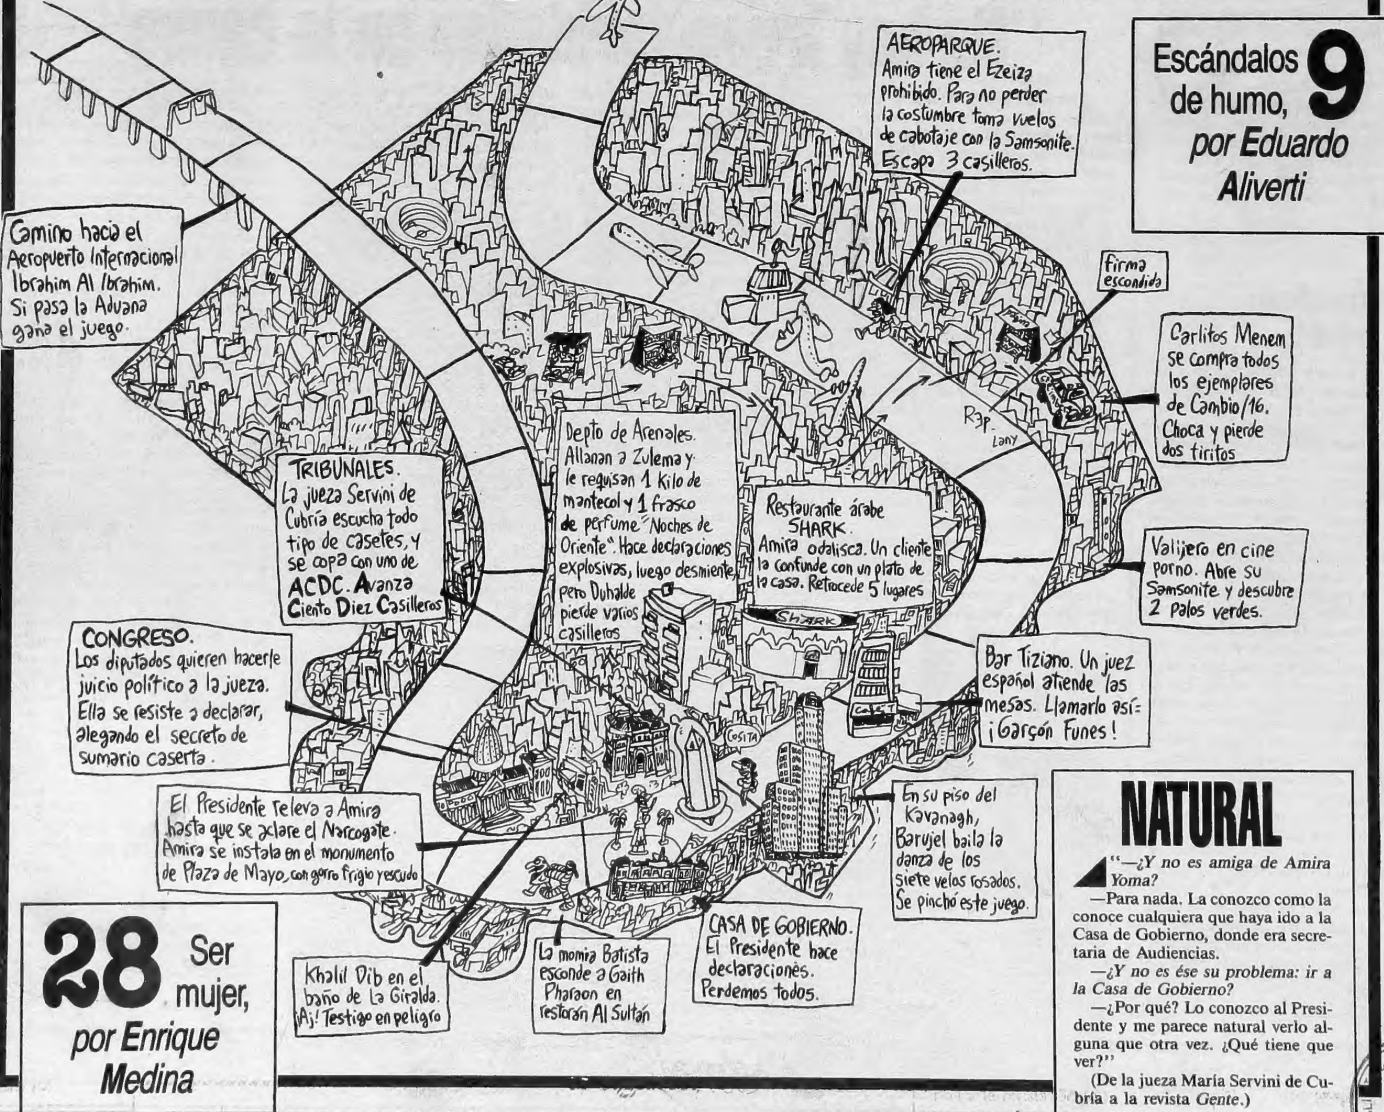 AEROPARQUE.
Amira tiene el Ezeiza
prohibido. Para no perder
la costumbre toma vuelos
de cabotaje con la Samsonite.
Escapa 3 casilleros.
Escándalos
de humo,
por Eduardo
Aliverti
9
Camino hacia el
Aeropuerto Internacional
Ibrahim Al Ibrahim.
Si pasa la Aduana
gana el juego.
firma
escondida
Carlitos Menem
se compra todos
los ejemplares
de Cambio/16.
Choca y pierde
dos tiritos
Rep.
Lany
Depto de Arenales.
Allanan a Zulema y
le requisan 1 Kilo de
mantecol y 1 frasco
de perfume "Noches de
Oriente". Hace declaraciones
explosivas, luego desmiente,
pero Duhalde
pierde varios
casilleros
TRIBUNALES.
La jueza Servini de
Cubría escucha todo
tipo de casetes, y
se copa con uno de
ACDC. Avanza
Ciento Diez Casilleros
Restaurante árabe
SHARK.
Amira odalisca. Un cliente
la confunde con un plato de
la casa. Retrocede 5 lugares
Valijero en cine
porno. Abre su
Samsonite y descubre
2 palos verdes.
SHARK
CONGRESO.
Los diputados quieren hacerle
juicio político a la jueza.
Ella se resiste a declarar,
alegando el secreto de
sumario caserta.
Bar Tiziano. Un juez
español atiende las
mesas. Llamarlo así=
¡Garçón Funes!
COSITA
El Presidente releva a Amira
hasta que se aclare el Narcogate.
Amira se instala en el monumento
de Plaza de Mayo, con gorro frigio y escudo
En su piso del
Kavanagh,
Barujel baila la
danza de los
siete velos rosados.
Se pinchó este juego.
28
Ser
mujer,
por Enrique
Medina
Khalil Dib en el
baño de La Giralda.
¡Aj! Testigo en peligro
La momia Batista
esconde a Gaith
Pharaon en
restorán Al Sultán
CASA DE GOBIERNO.
El Presidente hace
declaraciones.
Perdemos todos.
NATURAL
"—¿Y no es amiga de Amira
Yoma?
—Para nada. La conozco como la
conoce cualquiera que haya ido a la
Casa de Gobierno, donde era secre-
taria de Audiencias.
—¿Y no es ése su problema: ir a
la Casa de Gobierno?
—¿Por qué? Lo conozco al Presi-
dente y me parece natural verlo al-
guna que otra vez. ¿Qué tiene que
ver?"
(De la jueza María Servini de Cu-
bría a la revista Gente.)